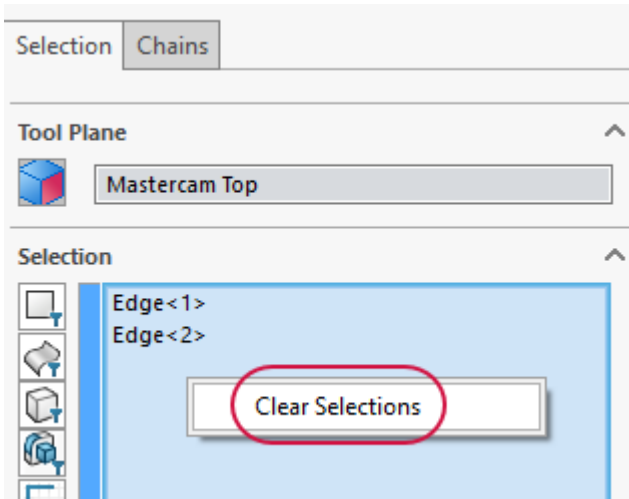 Selection Chains
Tool Plane
Mastercam Top
Selection
Edge<1>
Edge<2>
Clear Selections